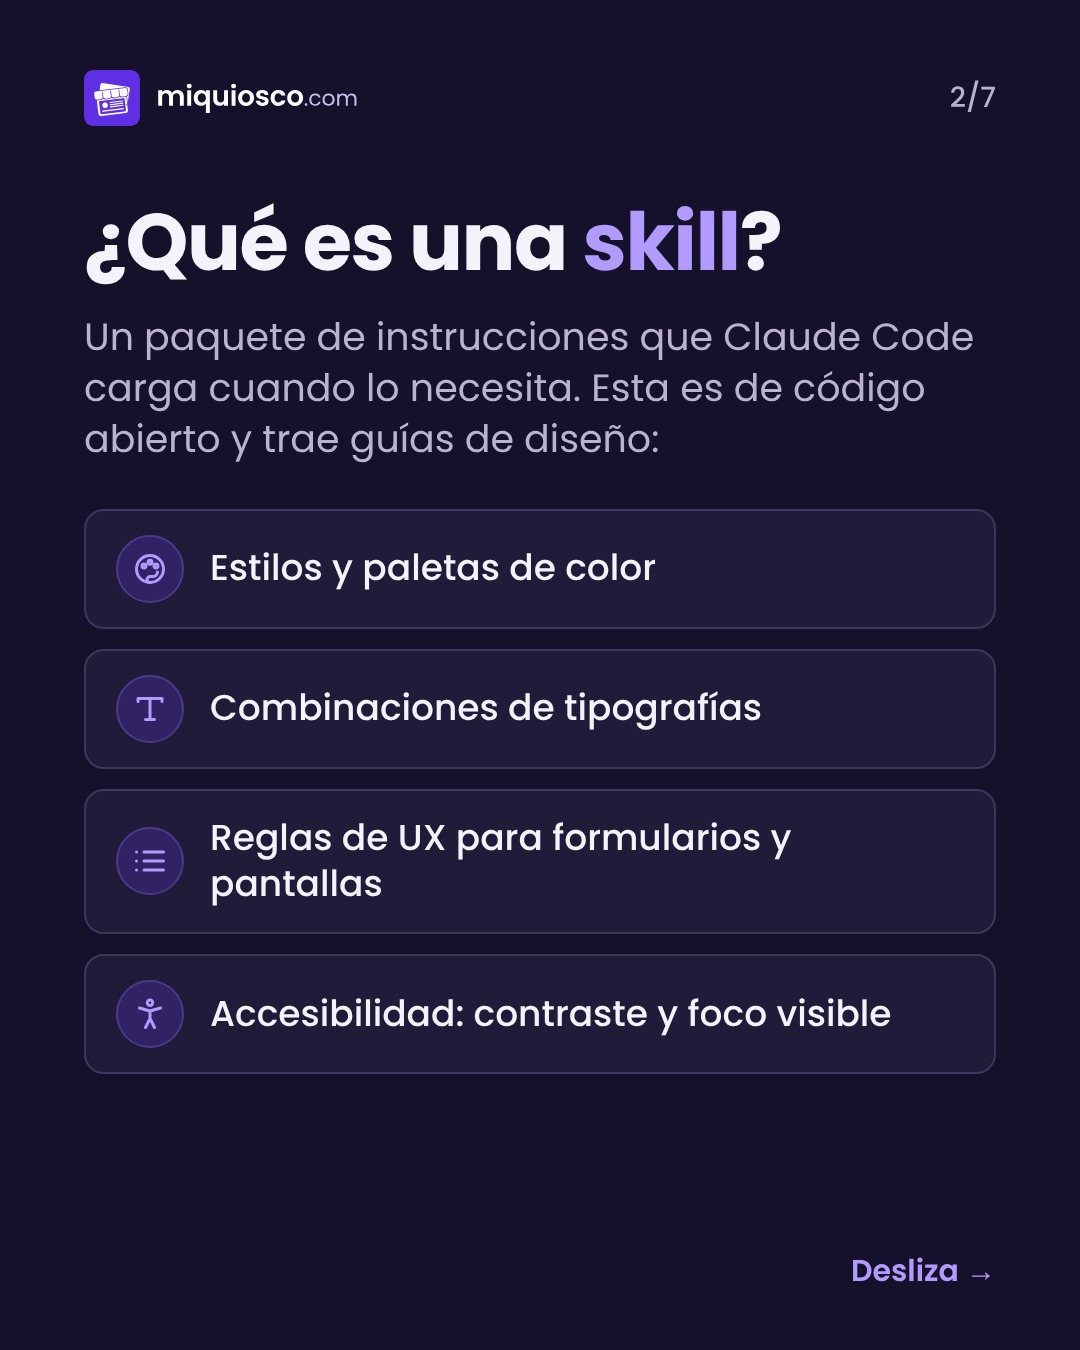 miquiosco.com
2/7
¿Qué es una skill?
Un paquete de instrucciones que Claude Code
carga cuando lo necesita. Esta es de código
abierto y trae guías de diseño:
Estilos y paletas de color
Combinaciones de tipografías
Reglas de UX para formularios y
pantallas
Accesibilidad: contraste y foco visible
Desliza →